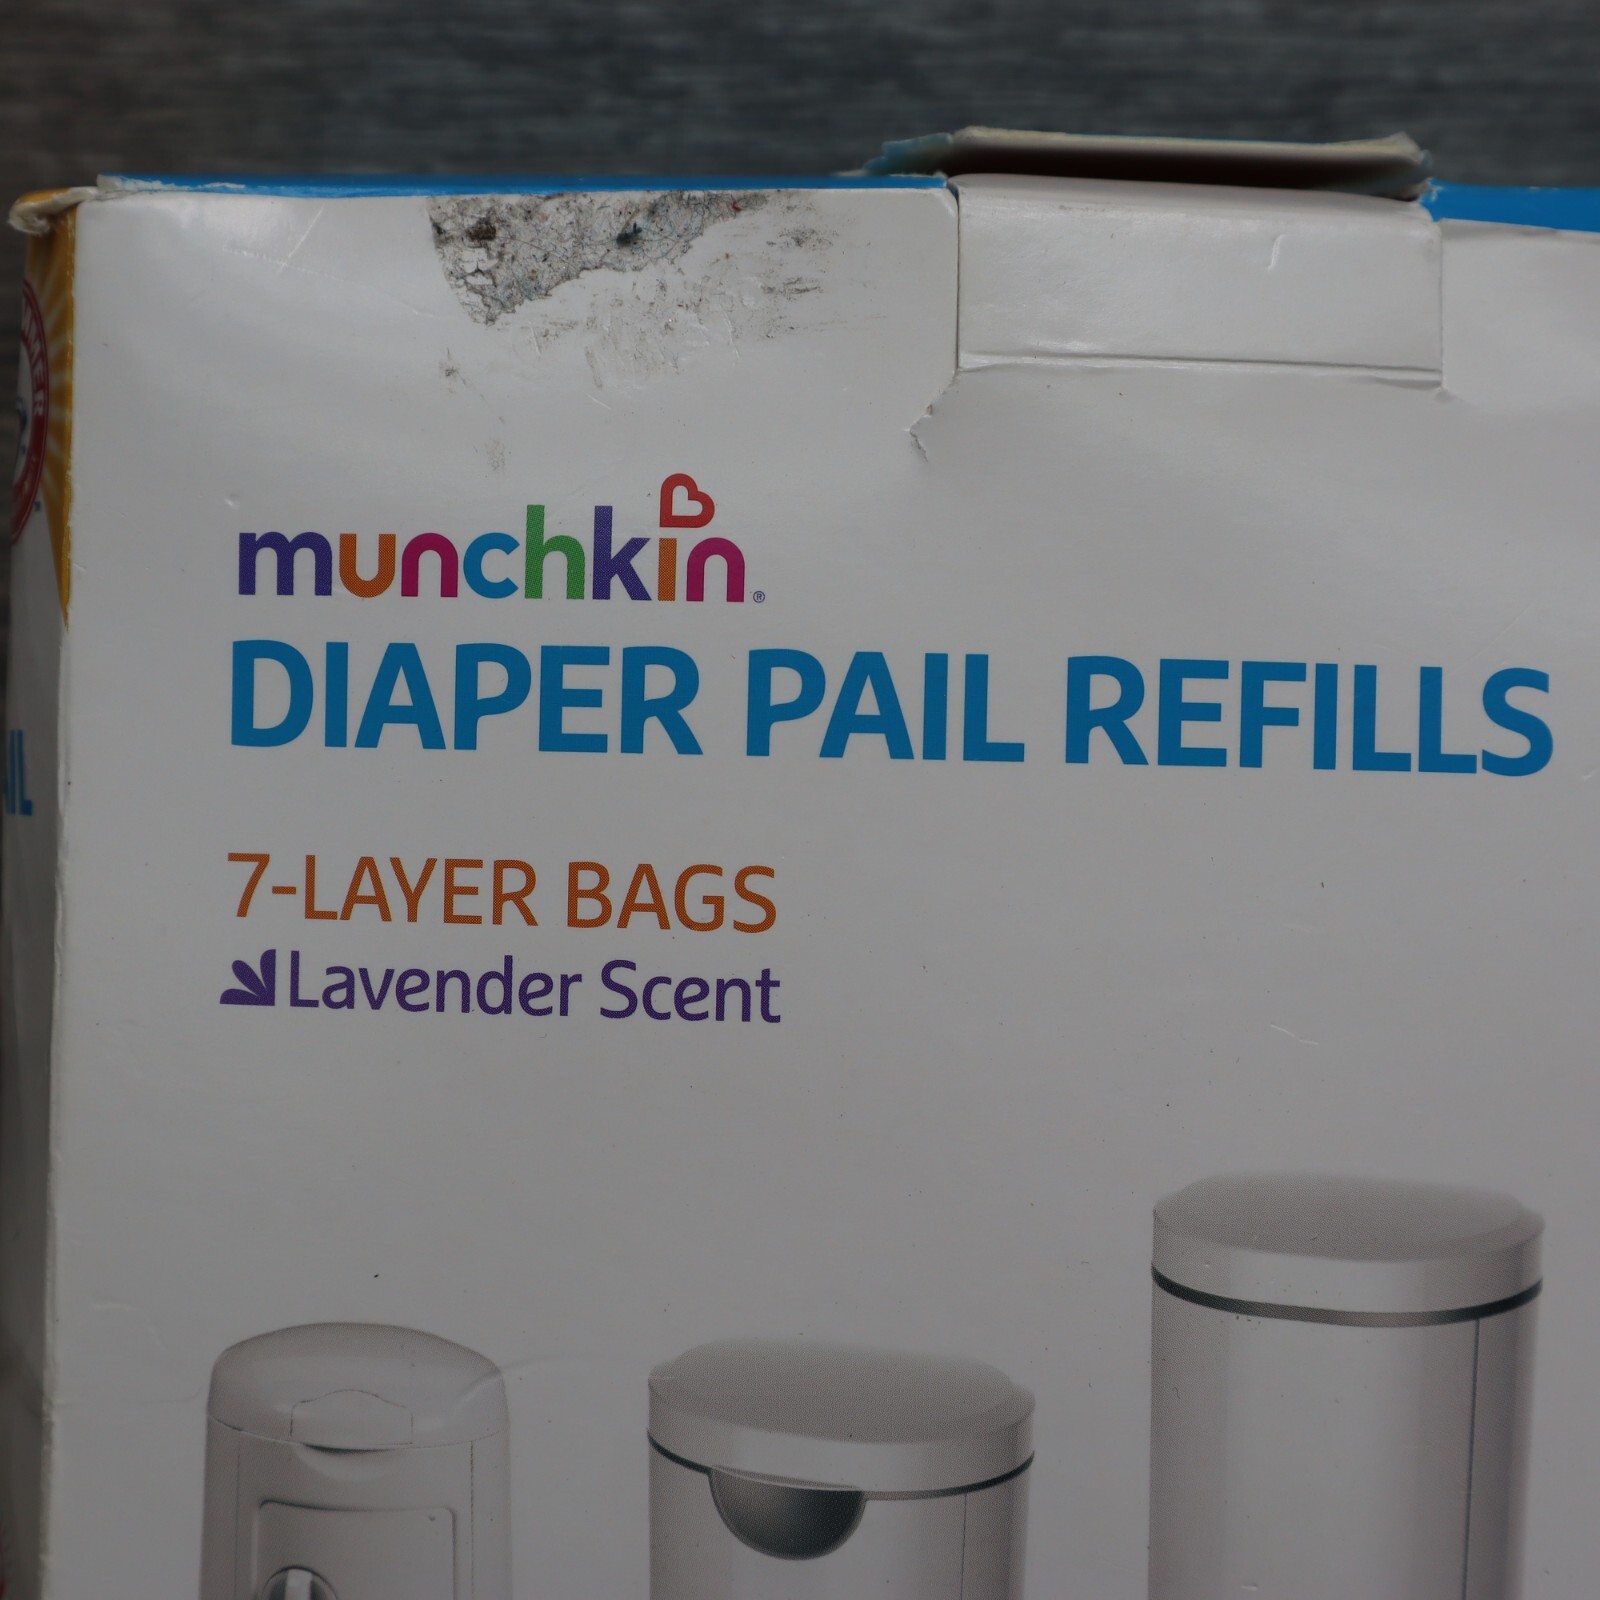 munchkin®
DIAPER PAIL REFILLS
7-LAYER BAGS
Lavender Scent